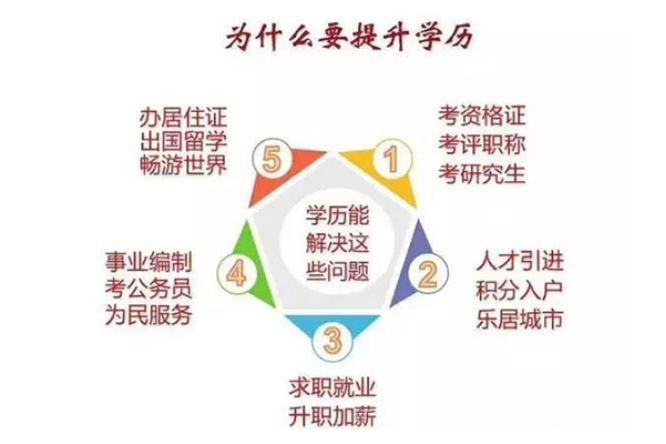 为什么要提升学历
1
考资格证
考评职称
考研究生
2
人才引进
积分入户
乐居城市
3
求职就业
升职加薪
4
事业编制
考公务员
为民服务
5
办居住证
出国留学
畅游世界
学历能
解决这
些问题